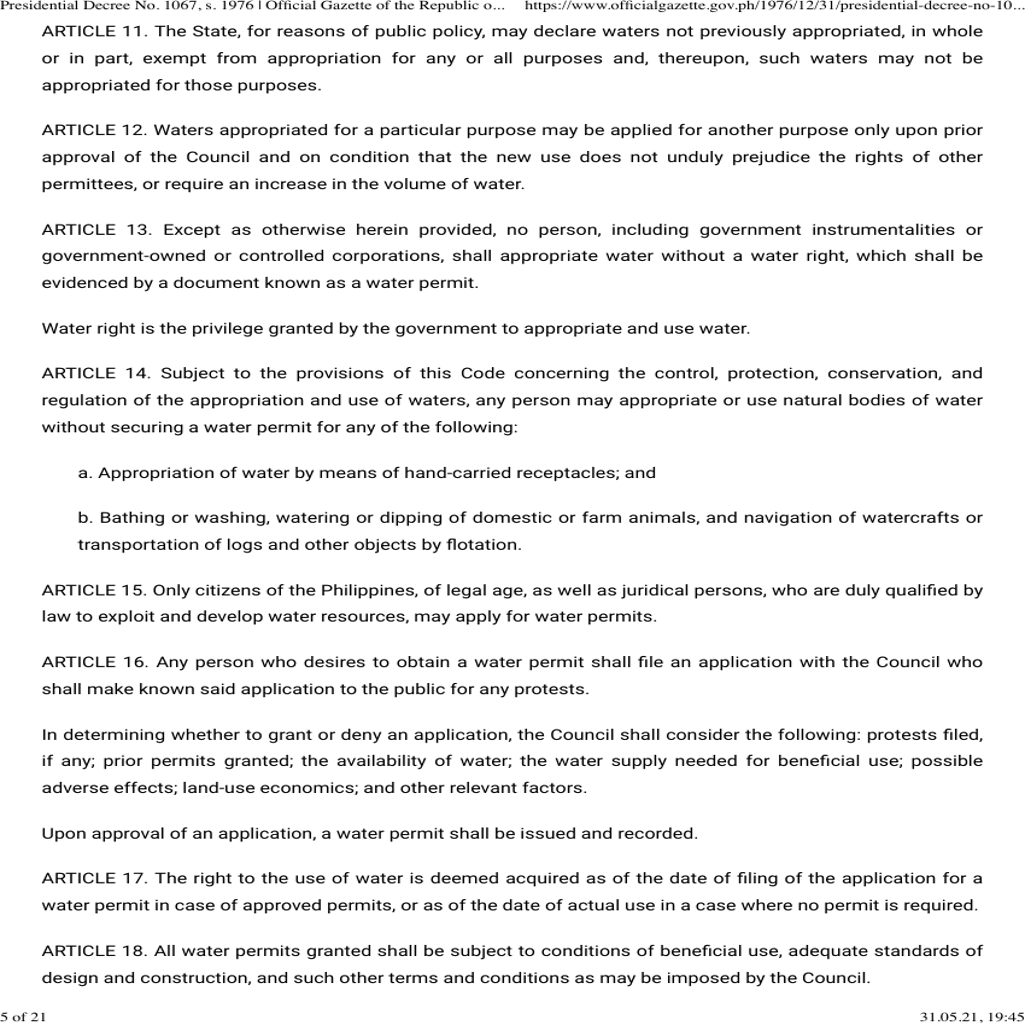 Presidential Decree No. 1067, s. 1976 | Official Gazette of the Republic o... https://www.officialgazette.gov.ph/1976/12/31/presidential-decree-no-10...
ARTICLE 11. The State, for reasons of public policy, may declare waters not previously appropriated, in whole
or in part, exempt from appropriation for any or all purposes and, thereupon, such waters may not be
appropriated for those purposes.
ARTICLE 12. Waters appropriated for a particular purpose may be applied for another purpose only upon prior
approval of the Council and on condition that the new use does not unduly prejudice the rights of other
permittees, or require an increase in the volume of water.
ARTICLE 13. Except as otherwise herein provided, no person, including government instrumentalities or
government-owned or controlled corporations, shall appropriate water without a water right, which shall be
evidenced by a document known as a water permit.
Water right is the privilege granted by the government to appropriate and use water.
ARTICLE 14. Subject to the provisions of this Code concerning the control, protection, conservation, and
regulation of the appropriation and use of waters, any person may appropriate or use natural bodies of water
without securing a water permit for any of the following:
a. Appropriation of water by means of hand-carried receptacles; and
b. Bathing or washing, watering or dipping of domestic or farm animals, and navigation of watercrafts or
transportation of logs and other objects by flotation.
ARTICLE 15. Only citizens of the Philippines, of legal age, as well as juridical persons, who are duly qualified by
law to exploit and develop water resources, may apply for water permits.
ARTICLE 16. Any person who desires to obtain a water permit shall file an application with the Council who
shall make known said application to the public for any protests.
In determining whether to grant or deny an application, the Council shall consider the following: protests filed,
if any; prior permits granted; the availability of water; the water supply needed for beneficial use; possible
adverse effects; land-use economics; and other relevant factors.
Upon approval of an application, a water permit shall be issued and recorded.
ARTICLE 17. The right to the use of water is deemed acquired as of the date of filing of the application for a
water permit in case of approved permits, or as of the date of actual use in a case where no permit is required.
ARTICLE 18. All water permits granted shall be subject to conditions of beneficial use, adequate standards of
design and construction, and such other terms and conditions as may be imposed by the Council.
5 of 21 31.05.21, 19:45